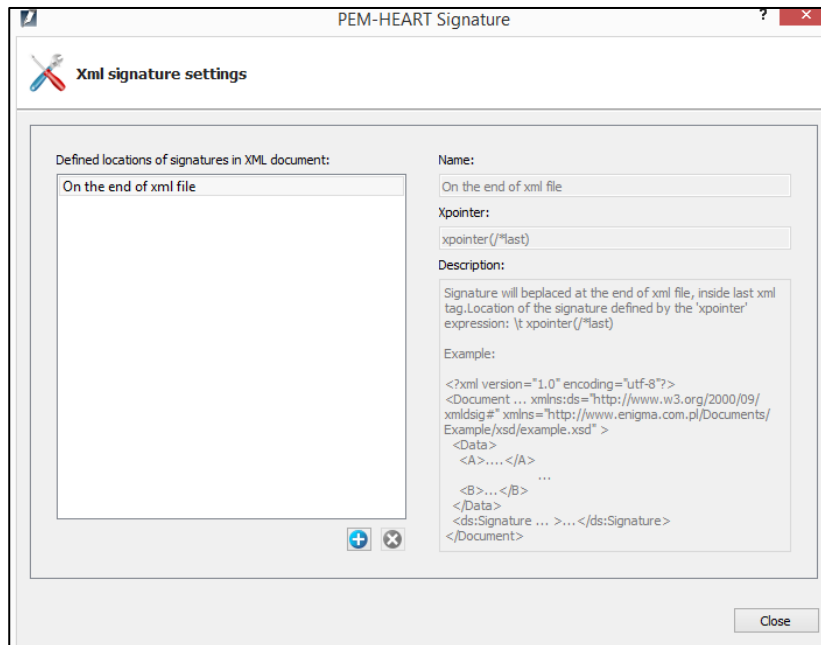 PEM-HEART Signature
?
Xml signature settings
Defined locations of signatures in XML document:
On the end of xml file
Name:
On the end of xml file
Xpointer:
xpointer(/*last)
Description:
Signature will beplaced at the end of xml file, inside last xml
tag.Location of the signature defined by the 'xpointer'
expression: \t xpointer(/*last)
Example:
<?xml version="1.0" encoding="utf-8"?>
<Document ... xmlns:ds="http://www.w3.org/2000/09/
xmldsig#" xmlns="http://www.enigma.com.pl/Documents/
Example/xsd/example.xsd" >
<Data>
<A>....</A>
...
<B>...</B>
</Data>
<ds:Signature ... >...</ds:Signature>
</Document>
Close